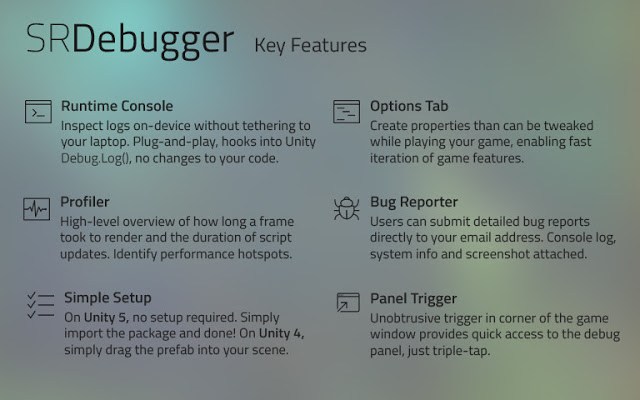 SRDebugger Key Features
Runtime Console
Inspect logs on-device without tethering to
your laptop. Plug-and-play, hooks into Unity
Debug.Log(), no changes to your code.
Options Tab
Create properties than can be tweaked
while playing your game, enabling fast
iteration of game features.
Profiler
High-level overview of how long a frame
took to render and the duration of script
updates. Identify performance hotspots.
Bug Reporter
Users can submit detailed bug reports
directly to your email address. Console log,
system info and screenshot attached.
Simple Setup
On Unity 5, no setup required. Simply
import the package and done! On Unity 4,
simply drag the prefab into your scene.
Panel Trigger
Unobtrusive trigger in corner of the game
window provides quick access to the debug
panel, just triple-tap.